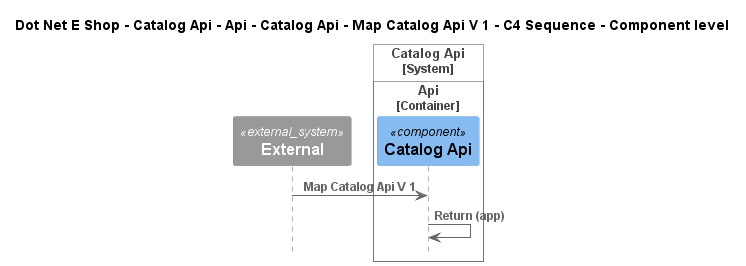 Dot Net E Shop - Catalog Api - Api - Catalog Api - Map Catalog Api V 1 - C4 Sequence - Component level
Catalog Api
[System]
Api
[Container]
«external_system»
External
«component»
Catalog Api
Map Catalog Api V 1
Return (app)